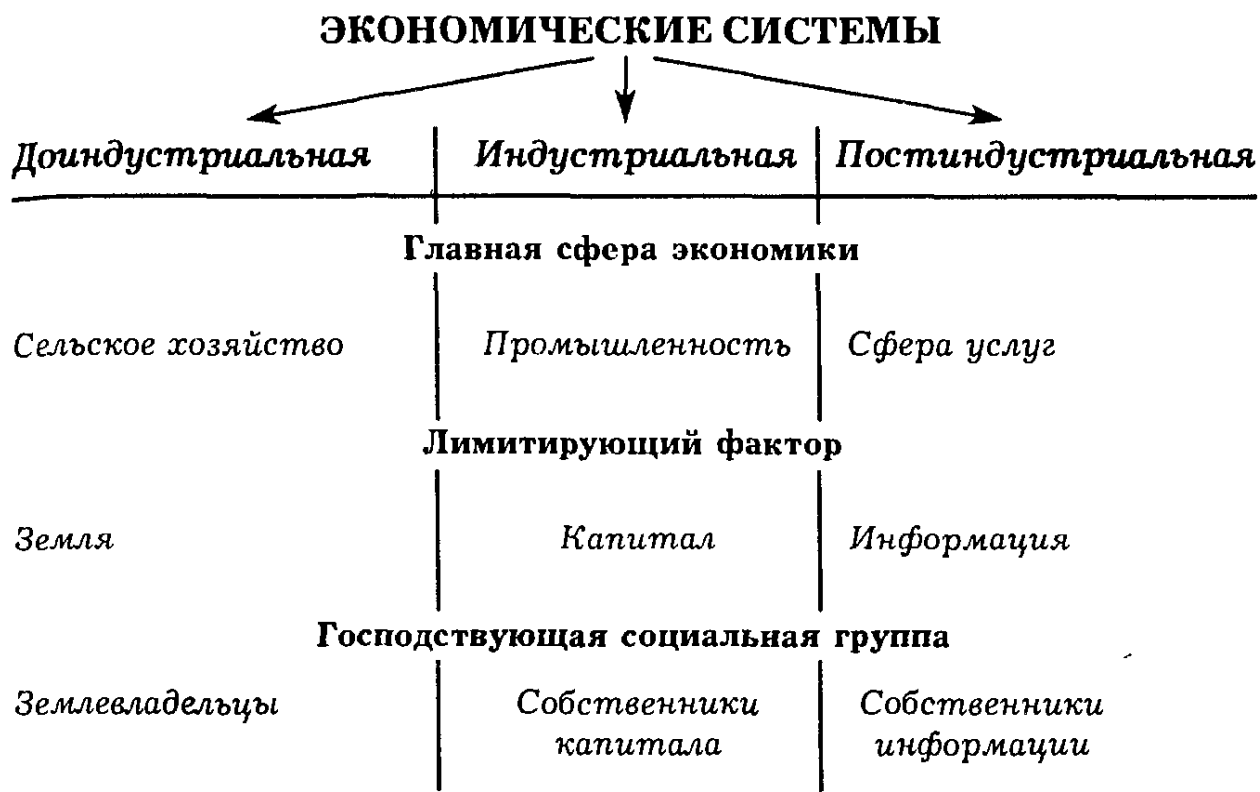 ЭКОНОМИЧЕСКИЕ СИСТЕМЫ
Доиндустриальная Индустриальная Постиндустриальная
Главная сфера экономики
Сельское хозяйство Промышленность Сфера услуг
Лимитирующий фактор
Земля Капитал Информация
Господствующая социальная группа
Землевладельцы Собственники Собственники
капитала информации